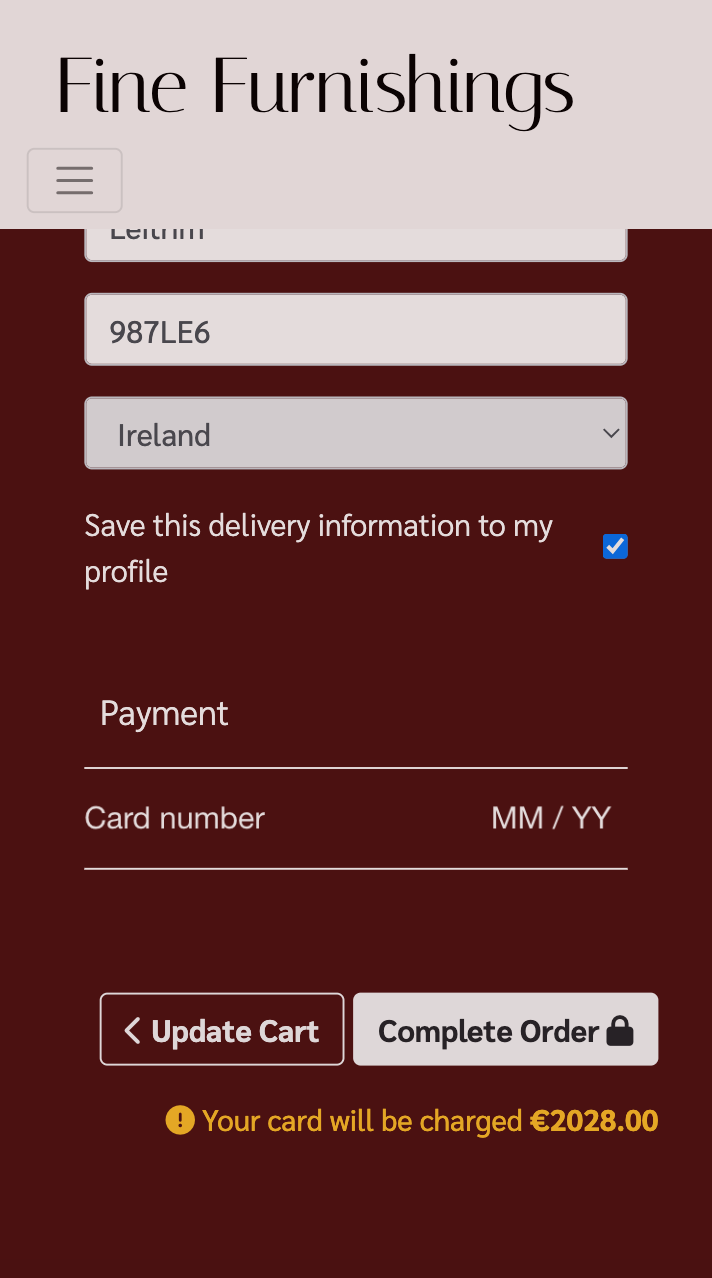 Fine Furnishings
Leitrim
987LE6
Ireland
Save this delivery information to my
profile
Payment
Card number MM / YY
Update Cart Complete Order
Your card will be charged €2028.00